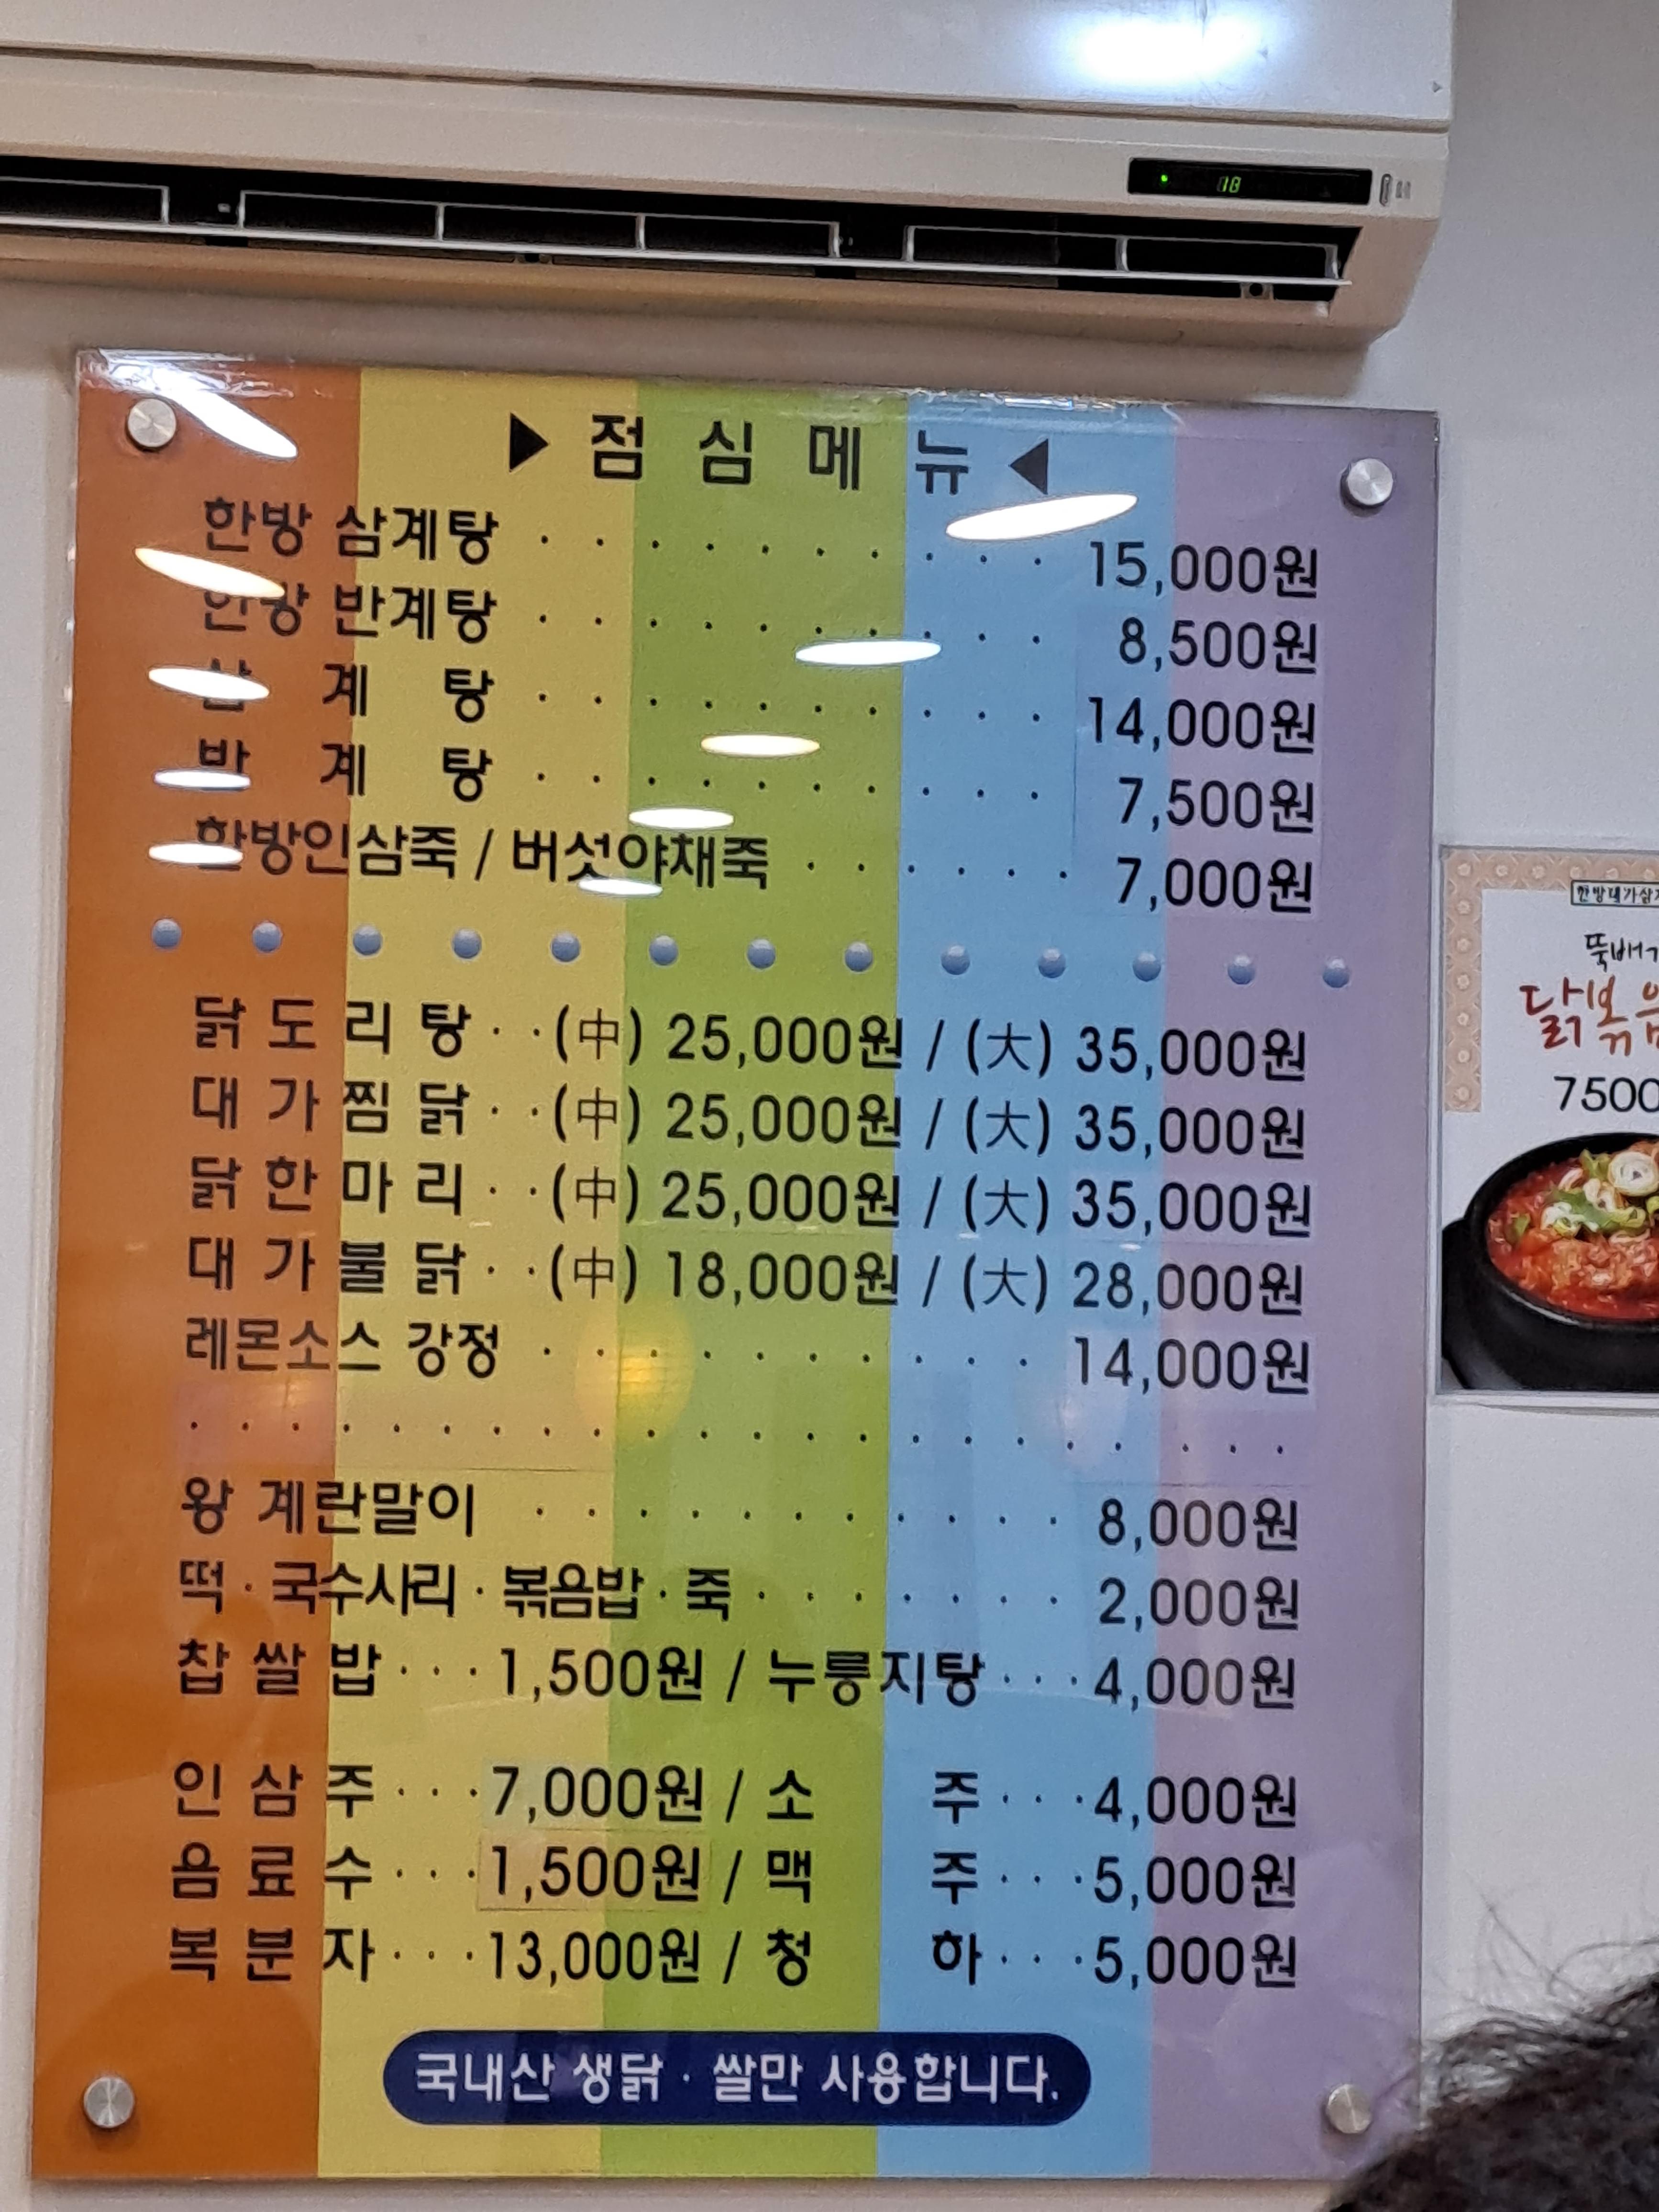 18
▶ 점 심 메 뉴 ◀
한방 삼계탕 · · · · · · · · · · 15,000원
한방 반계탕 · · · · · · · · · · 8,500원
삼 계 탕 · · · · · · · · · · 14,000원
반 계 탕 · · · · · · · · · · 7,500원
한방인삼죽 / 버섯야채죽 · · · · · · 7,000원
닭 도 리 탕 · · (中) 25,000원 / (大) 35,000원
대 가 찜 닭 · · (中) 25,000원 / (大) 35,000원
닭 한 마 리 · · (中) 25,000원 / (大) 35,000원
대 가 불 닭 · · (中) 18,000원 / (大) 28,000원
레몬소스 강정 · · · · · · · · · · 14,000원
왕 계란말이 · · · · · · · · · · · 8,000원
떡 · 국수사리 · 볶음밥 · 죽 · · · · · · · 2,000원
찹 쌀 밥 · · · 1,500원 / 누룽지탕 · · · 4,000원
인 삼 주 · · · 7,000원 / 소 주 · · · 4,000원
음 료 수 · · · 1,500원 / 맥 주 · · · 5,000원
복 분 자 · · · 13,000원 / 청 하 · · · 5,000원
국내산 생닭 · 쌀만 사용합니다.
한방대가삼
뚝배
닭볶음
7500